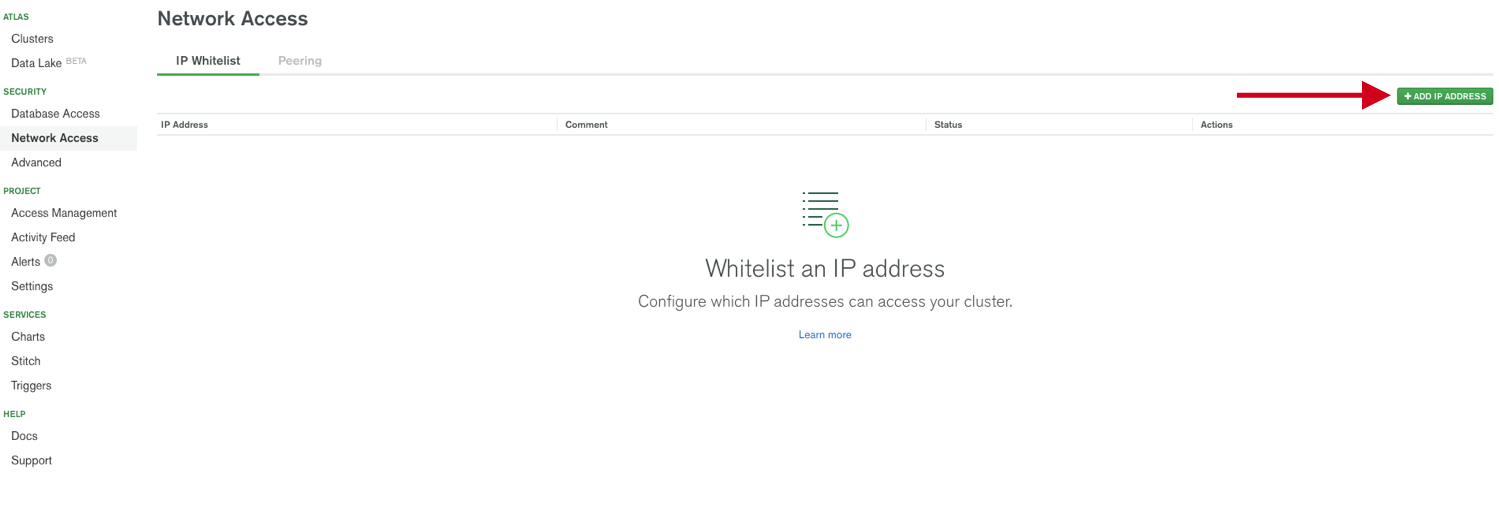 ATLAS
Clusters
Data Lake BETA
SECURITY
Database Access
Network Access
Advanced
PROJECT
Access Management
Activity Feed
Alerts 0
Settings
SERVICES
Charts
Stitch
Triggers
HELP
Docs
Support
Network Access
IP Whitelist Peering
+ ADD IP ADDRESS
IP Address Comment Status Actions
Whitelist an IP address
Configure which IP addresses can access your cluster.
Learn more